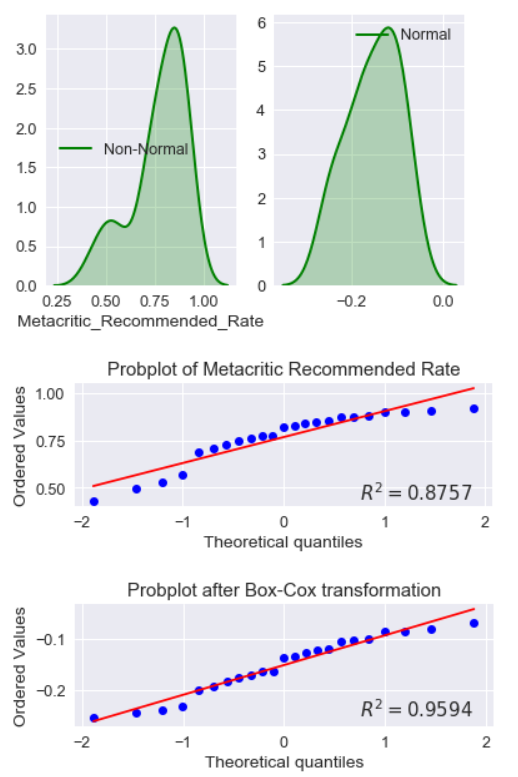 3.0
2.5
2.0
1.5
1.0
0.5
0.0
Non-Normal
0.25 0.50 0.75 1.00
Metacritic_Recommended_Rate
6
5
4
3
2
1
0
Normal
−0.2 0.0
Probplot of Metacritic Recommended Rate
Ordered Values
1.00
0.75
0.50
R² = 0.8757
−2 −1 0 1 2
Theoretical quantiles
Probplot after Box-Cox transformation
Ordered Values
−0.1
−0.2
R² = 0.9594
−2 −1 0 1 2
Theoretical quantiles